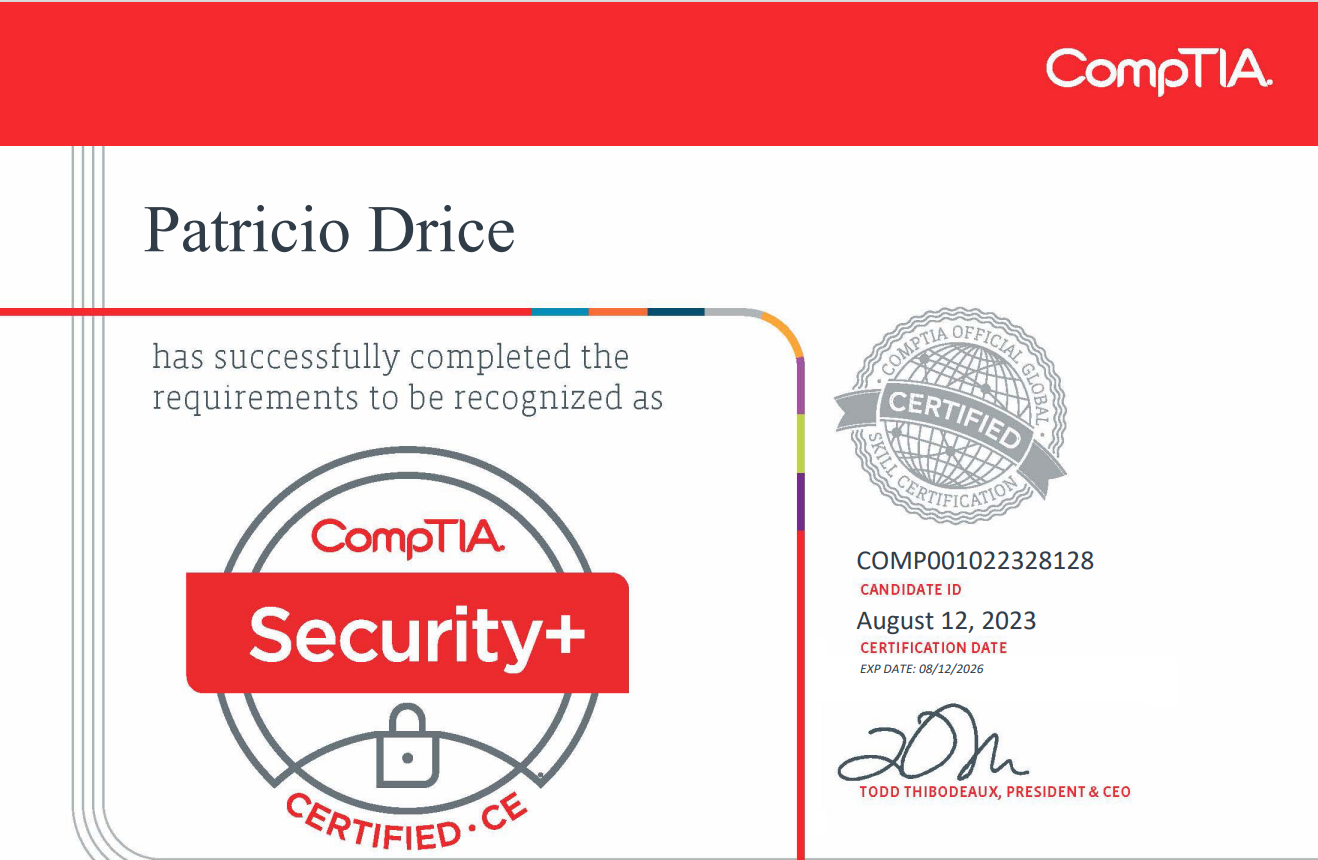 CompTIA.
Patricio Drice
has successfully completed the
requirements to be recognized as
CompTIA.
Security+
CERTIFIED · CE
· COMPTIA OFFICIAL GLOBAL ·
CERTIFIED
SKILL CERTIFICATION
COMP001022328128
CANDIDATE ID
August 12, 2023
CERTIFICATION DATE
EXP DATE: 08/12/2026
TODD THIBODEAUX, PRESIDENT & CEO